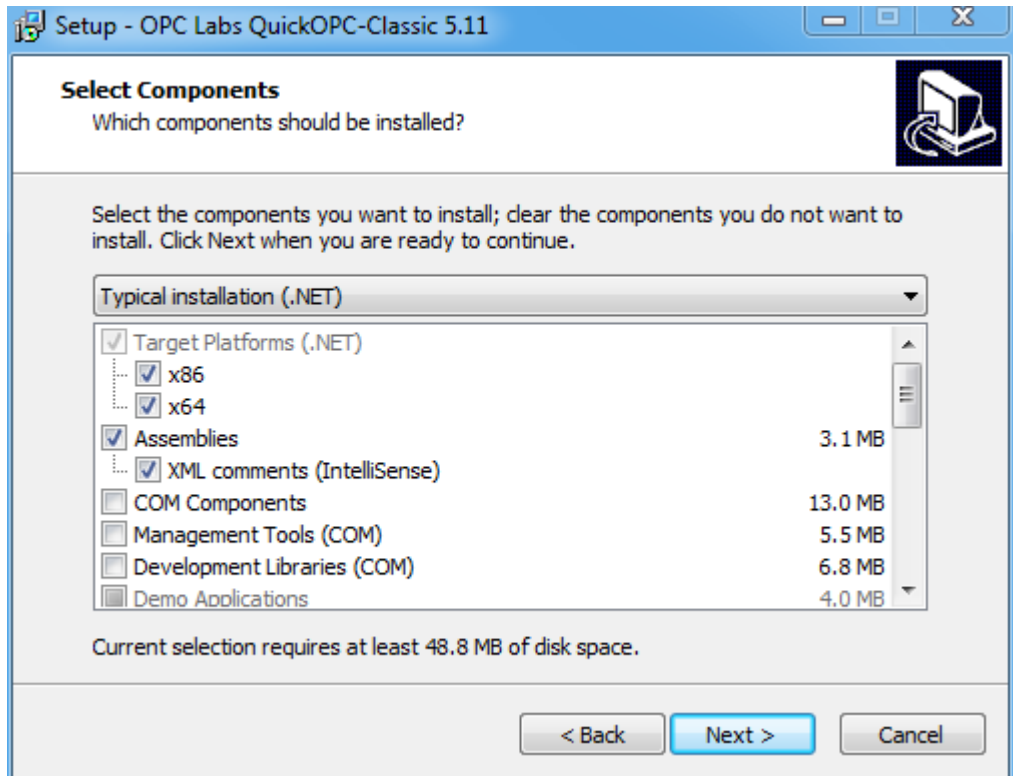 Setup - OPC Labs QuickOPC-Classic 5.11
Select Components
Which components should be installed?
Select the components you want to install; clear the components you do not want to
install. Click Next when you are ready to continue.
Typical installation (.NET)
Target Platforms (.NET)
x86
x64
Assemblies 3.1 MB
XML comments (IntelliSense)
COM Components 13.0 MB
Management Tools (COM) 5.5 MB
Development Libraries (COM) 6.8 MB
Demo Applications 4.0 MB
Current selection requires at least 48.8 MB of disk space.
< Back Next > Cancel